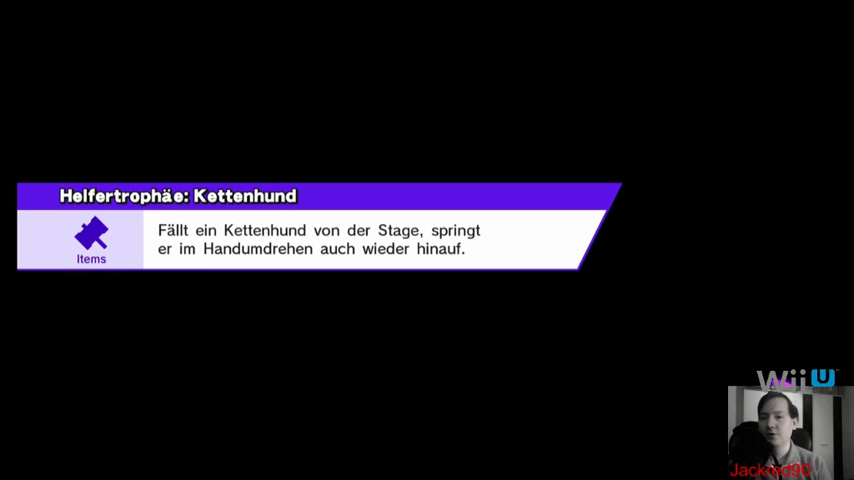 Helfertrophäe: Kettenhund
Items
Fällt ein Kettenhund von der Stage, springt
er im Handumdrehen auch wieder hinauf.
Wii U
Jackred90